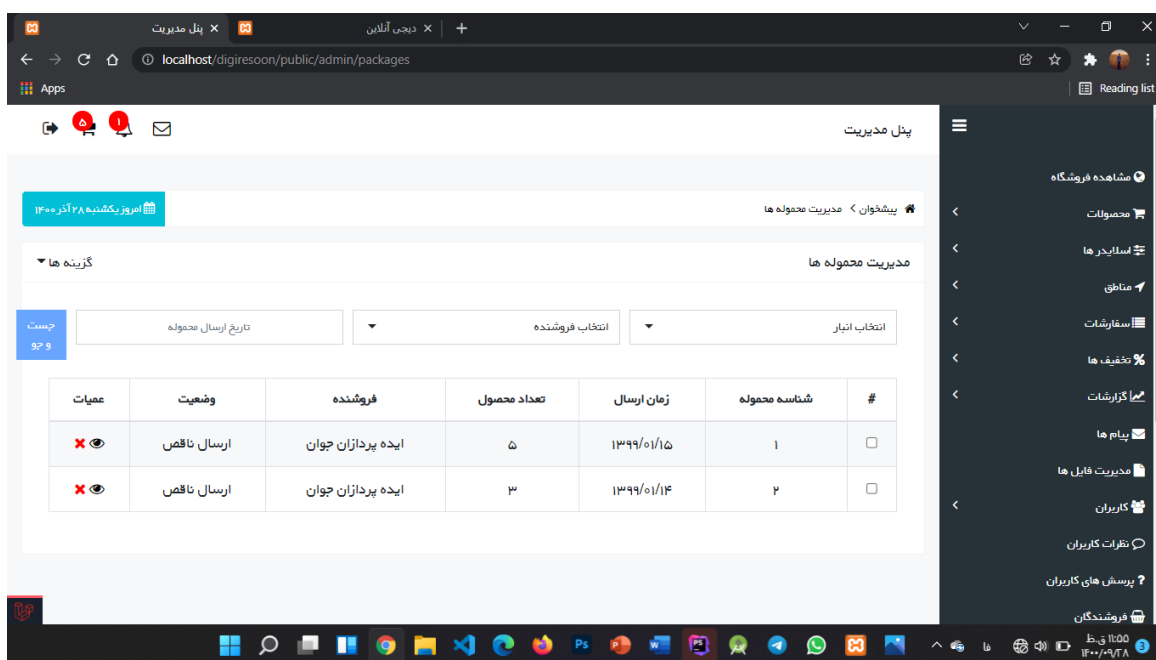 پنل مدیریت
دیجی آنلاین
localhost/digiresoon/public/admin/packages
Apps
Reading list
پنل مدیریت
۱
۵
مشاهده فروشگاه
محصولات
اسلایدر ها
مناطق
سفارشات
تخفیف ها
گزارشات
پیام ها
مدیریت فایل ها
کاربران
نظرات کاربران
پرسش های کاربران
فروشندگان
پیشخوان
مدیریت محموله ها
امروز یکشنبه ۲۸ آذر ۱۴۰۰
مدیریت محموله ها
گزینه ها
انتخاب انبار
انتخاب فروشنده
تاریخ ارسال محموله
جست
و جو
# شناسه محموله زمان ارسال تعداد محصول فروشنده وضعیت عمیات
۱ ۱۳۹۹/۰۱/۱۵ ۵ ایده پردازان جوان ارسال ناقص
۲ ۱۳۹۹/۰۱/۱۴ ۳ ایده پردازان جوان ارسال ناقص
فا
۱۱:۵۵ ق.ظ
۱۴۰۰/۰۹/۲۸
3